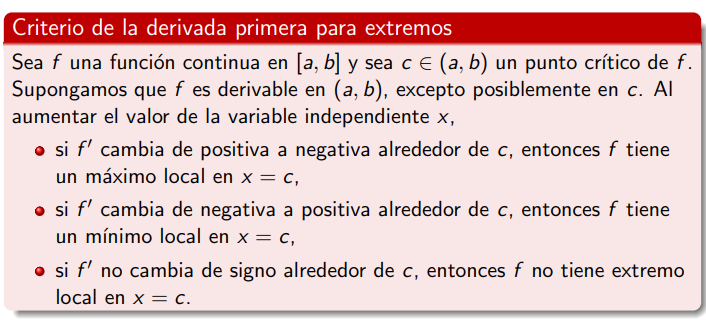 Criterio de la derivada primera para extremos
Sea f una función continua en [a, b] y sea c ∈ (a, b) un punto crítico de f.
Supongamos que f es derivable en (a, b), excepto posiblemente en c. Al
aumentar el valor de la variable independiente x,
si f′ cambia de positiva a negativa alrededor de c, entonces f tiene
un máximo local en x = c,
si f′ cambia de negativa a positiva alrededor de c, entonces f tiene
un mínimo local en x = c,
si f′ no cambia de signo alrededor de c, entonces f no tiene extremo
local en x = c.